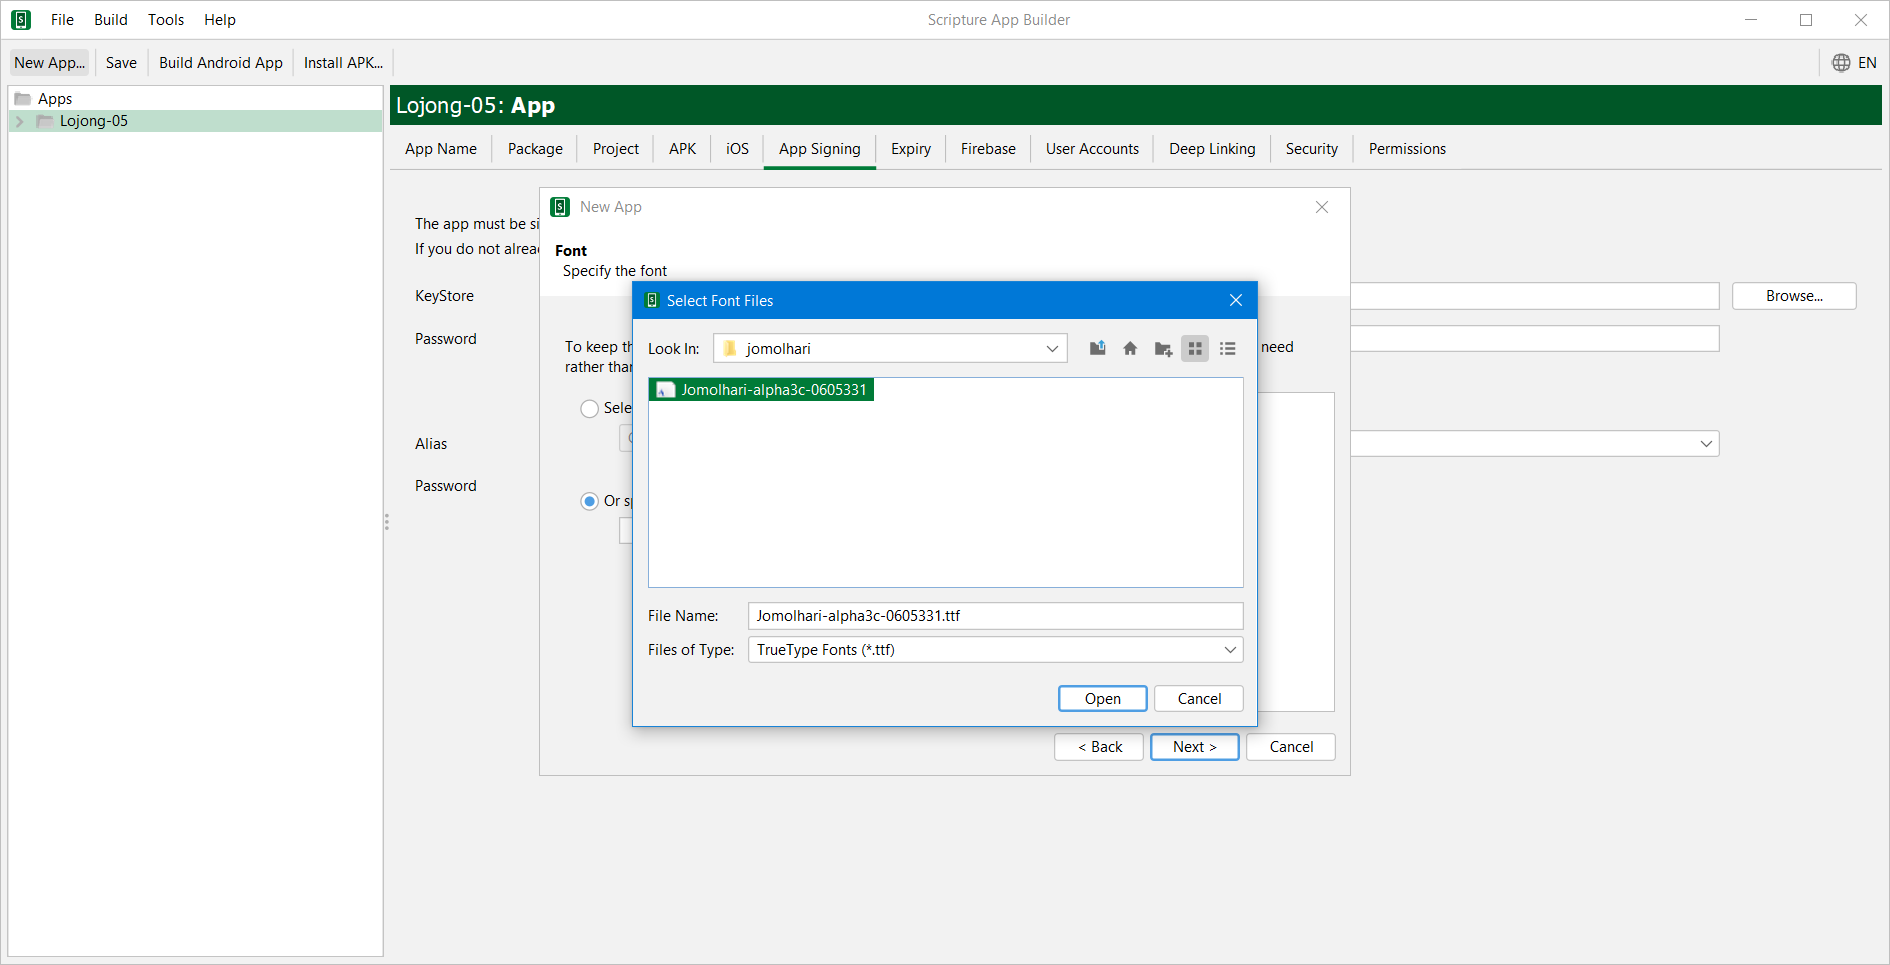 File Build Tools Help
Scripture App Builder
New App... Save Build Android App Install APK...
EN
Apps
Lojong-05
Lojong-05: App
App Name Package Project APK iOS App Signing Expiry Firebase User Accounts Deep Linking Security Permissions
The app must be si
If you do not alread
KeyStore
Browse...
Password
Alias
Password
New App
Font
Specify the font
To keep th
need
rather than
Sele
Or sp
Select Font Files
Look In: jomolhari
Jomolhari-alpha3c-0605331
File Name: Jomolhari-alpha3c-0605331.ttf
Files of Type: TrueType Fonts (*.ttf)
Open Cancel
< Back Next > Cancel